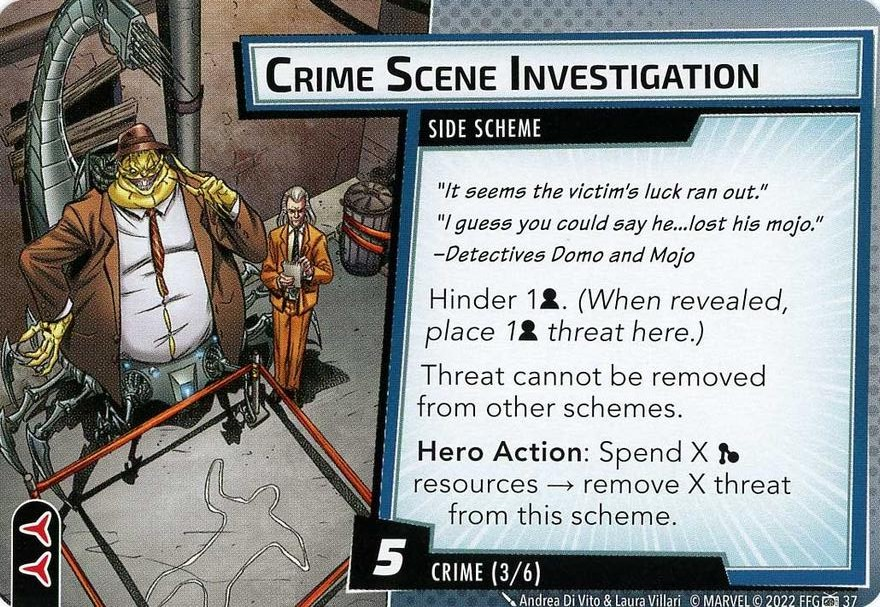 CRIME SCENE INVESTIGATION
SIDE SCHEME
"It seems the victim's luck ran out."
"I guess you could say he...lost his mojo."
–Detectives Domo and Mojo
Hinder 1. (When revealed,
place 1 threat here.)
Threat cannot be removed
from other schemes.
Hero Action: Spend X
resources → remove X threat
from this scheme.
5
CRIME (3/6)
Andrea Di Vito & Laura Villari © MARVEL © 2022 FFG 37